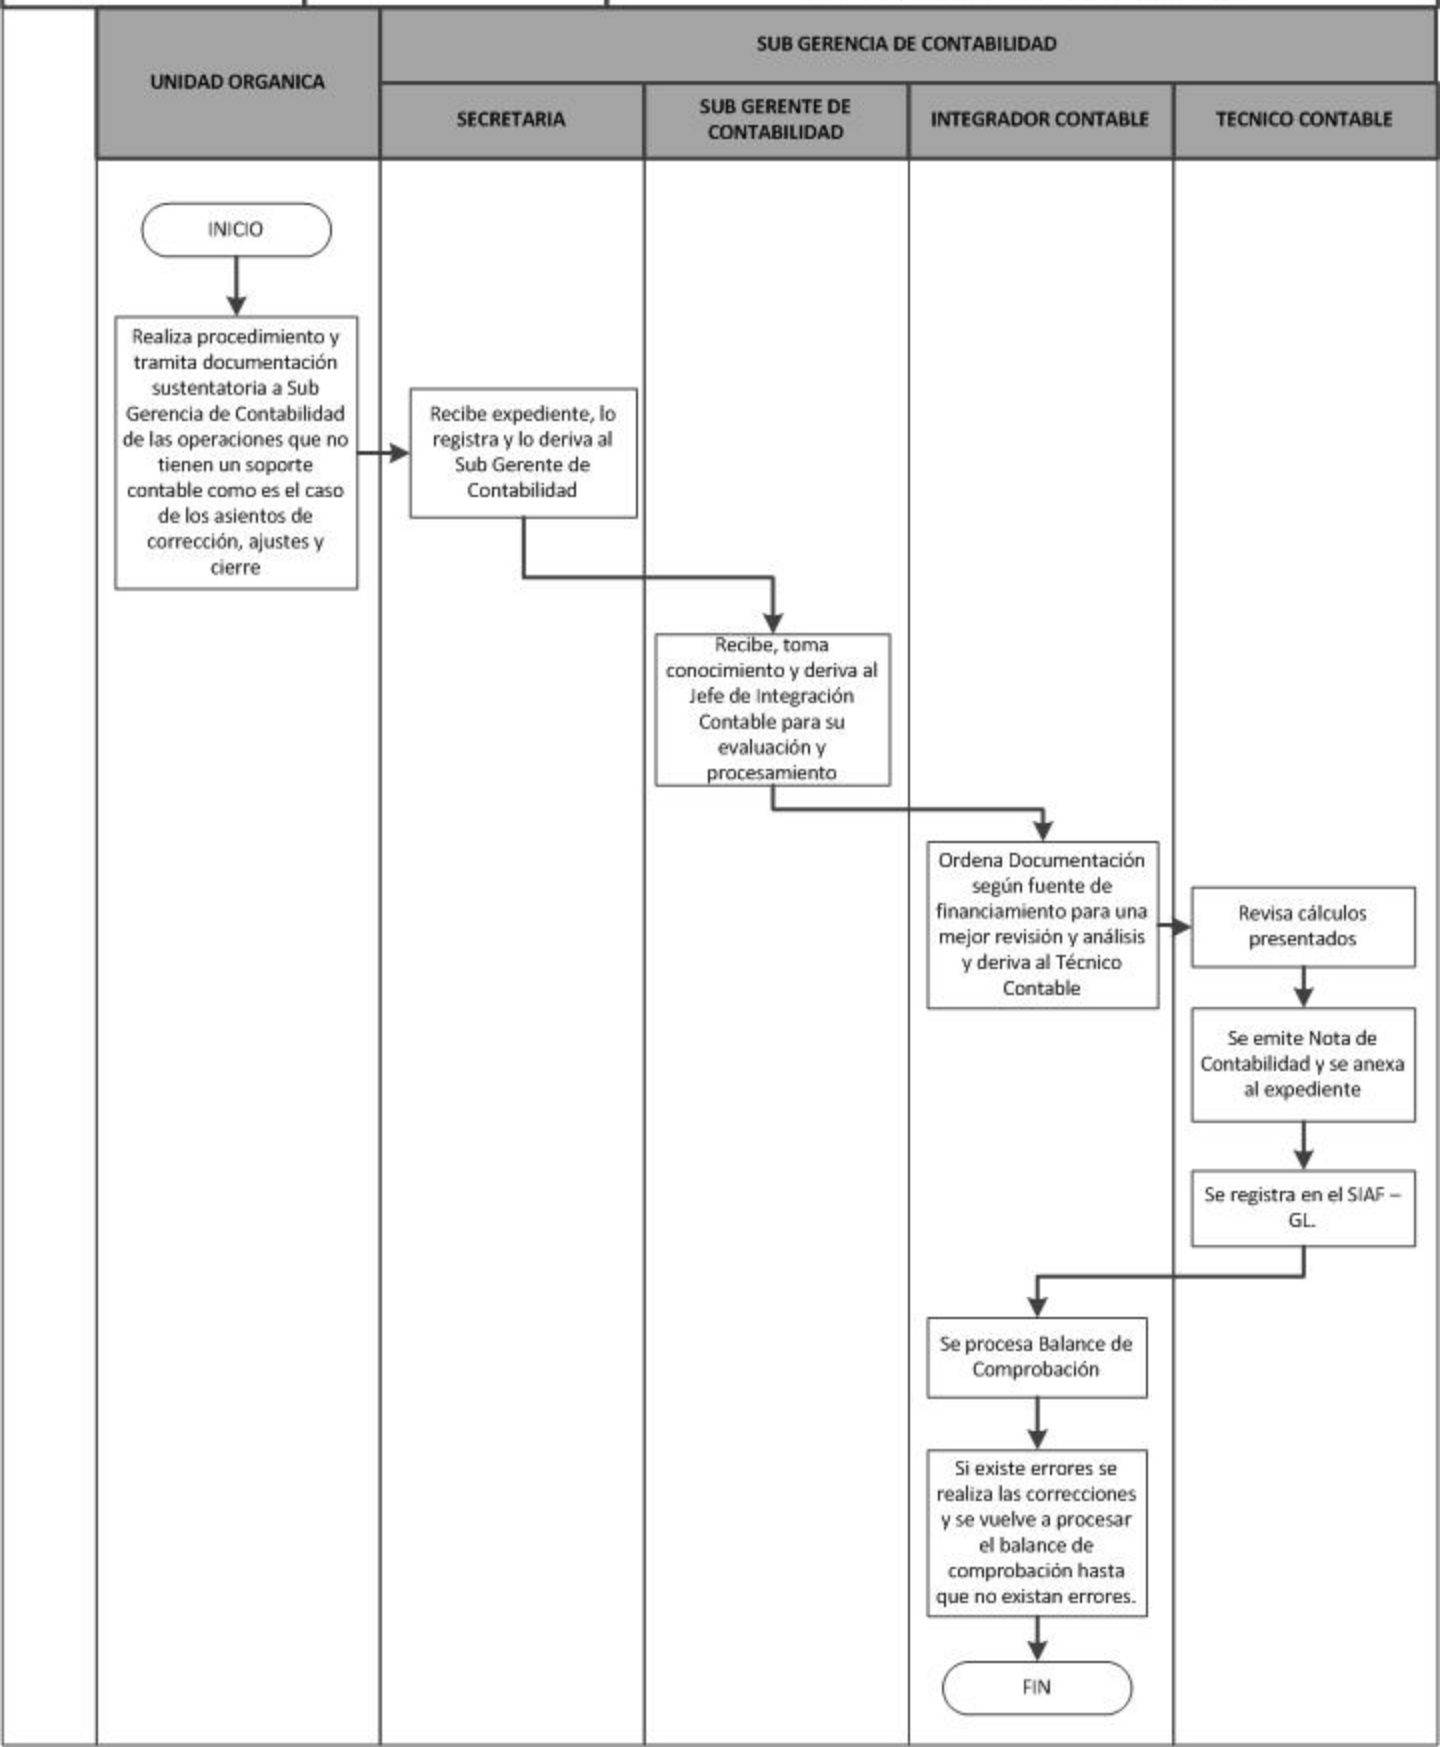 SUB GERENCIA DE CONTABILIDAD
UNIDAD ORGANICA
SECRETARIA
SUB GERENTE DE
CONTABILIDAD
INTEGRADOR CONTABLE
TECNICO CONTABLE
INICIO
Realiza procedimiento y
tramita documentación
sustentatoria a Sub
Gerencia de Contabilidad
de las operaciones que no
tienen un soporte
contable como es el caso
de los asientos de
corrección, ajustes y
cierre
Recibe expediente, lo
registra y lo deriva al
Sub Gerente de
Contabilidad
Recibe, toma
conocimiento y deriva al
Jefe de Integración
Contable para su
evaluación y
procesamiento
Ordena Documentación
según fuente de
financiamiento para una
mejor revisión y análisis
y deriva al Técnico
Contable
Revisa cálculos
presentados
Se emite Nota de
Contabilidad y se anexa
al expediente
Se registra en el SIAF –
GL.
Se procesa Balance de
Comprobación
Si existe errores se
realiza las correcciones
y se vuelve a procesar
el balance de
comprobación hasta
que no existan errores.
FIN